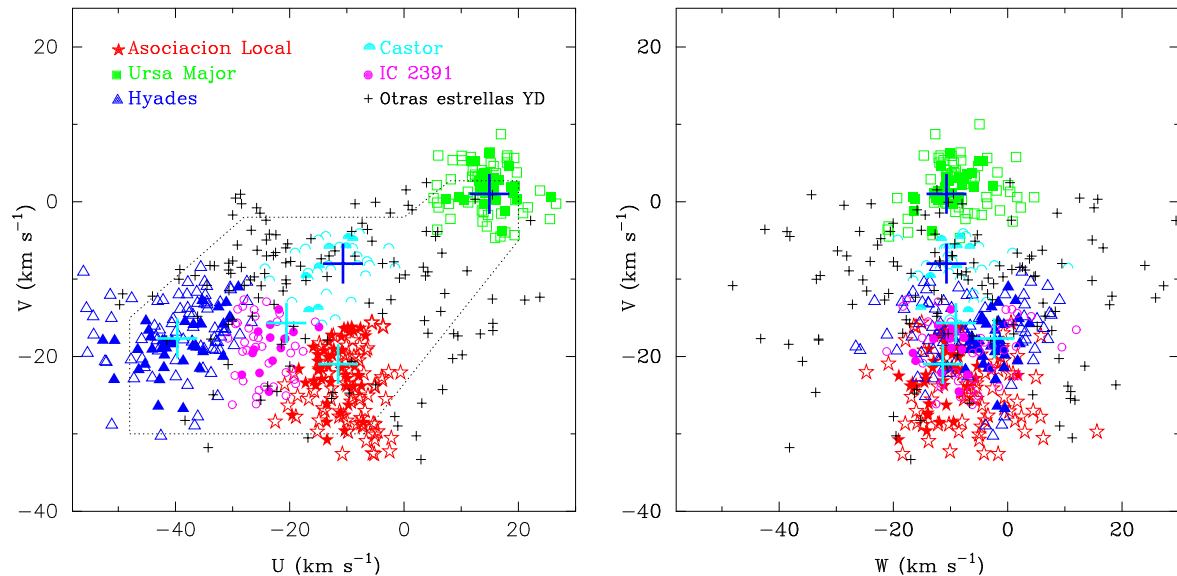 Asociacion Local
Ursa Major
Hyades
Castor
IC 2391
Otras estrellas YD
20
0
−20
−40
V (km s⁻¹)
−40
−20
0
20
U (km s⁻¹)
20
0
−20
−40
V (km s⁻¹)
−40
−20
0
20
W (km s⁻¹)